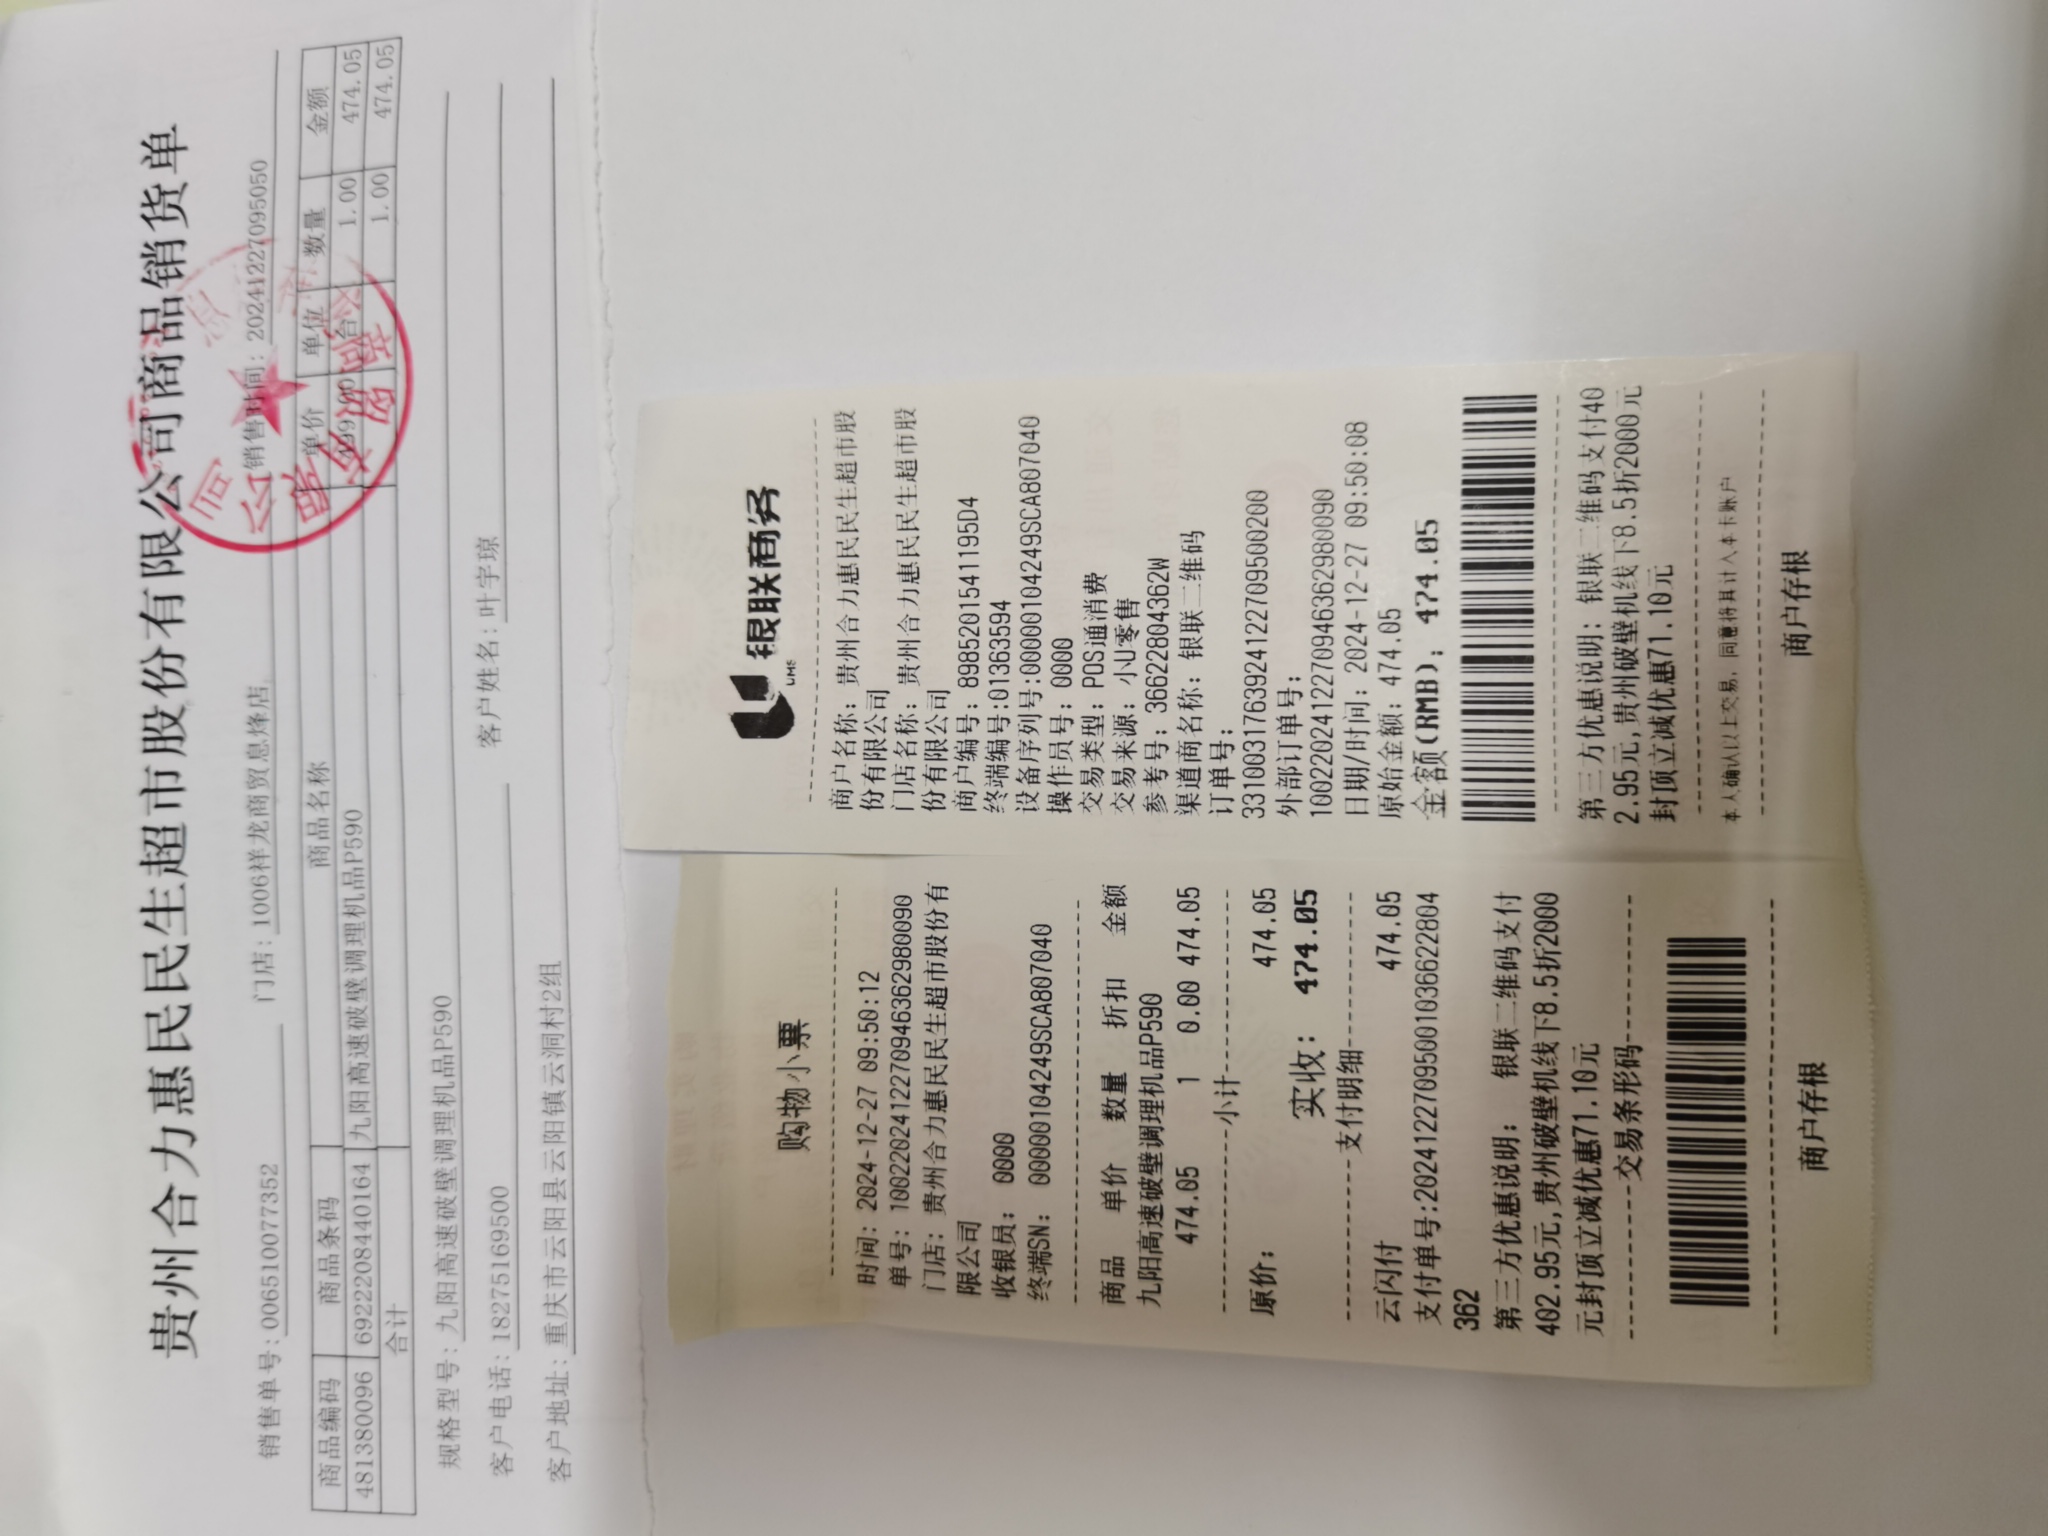 贵州合力惠民民生超市股份有限公司商品销货单
销售单号:0065100077352 门店:1006祥龙商贸息烽店 销售时间:20241227095050
商品编码 商品条码 商品名称 单价 单位 数量 金额
481380096 6922208440164 九阳高速破壁调理机品P590 台 1.00 474.05
合计 1.00 474.05
规格型号:九阳高速破壁调理机品P590
客户电话:18275169500 客户姓名:叶宇琼
客户地址:重庆市云阳县云阳镇云洞村2组
购物小票
时间: 2024-12-27 09:50:12
单号: 10022024122709463629800​90
门店: 贵州合力惠民民生超市股份有
限公司
收银员: 0000
终端SN: 00000104249SCA807040
商品 单价 数量 折扣 金额
九阳高速破壁调理机品P590
474.05 1 0.00 474.05
小计
原价: 474.05
实收: 474.05
支付明细
云闪付 474.05
支付单号:20241227095001036622804
362
第三方优惠说明: 银联二维码支付
402.95元,贵州破壁机线下8.5折2000
元封顶立减优惠71.10元
交易条形码
商户存根
银联商务
UMS
商户名称: 贵州合力惠民民生超市股
份有限公司
门店名称: 贵州合力惠民民生超市股
份有限公司
商户编号: 89852015411​95D4
终端编号:01363594
设备序列号:00000104249SCA807040
操作员号: 0000
交易类型: POS通消费
交易来源: 小U零售
参考号: 36622804362W
渠道商名称: 银联二维码
订单号:
33100317639241227095​00200
外部订单号:
10022024122709463629800​90
日期/时间: 2024-12-27 09:50:08
原始金额: 474.05
金额(RMB): 474.05
第三方优惠说明: 银联二维码支付40
2.95元,贵州破壁机线下8.5折2000元
封顶立减优惠71.10元
本人确认以上交易, 同意将其计入本卡账户
商户存根